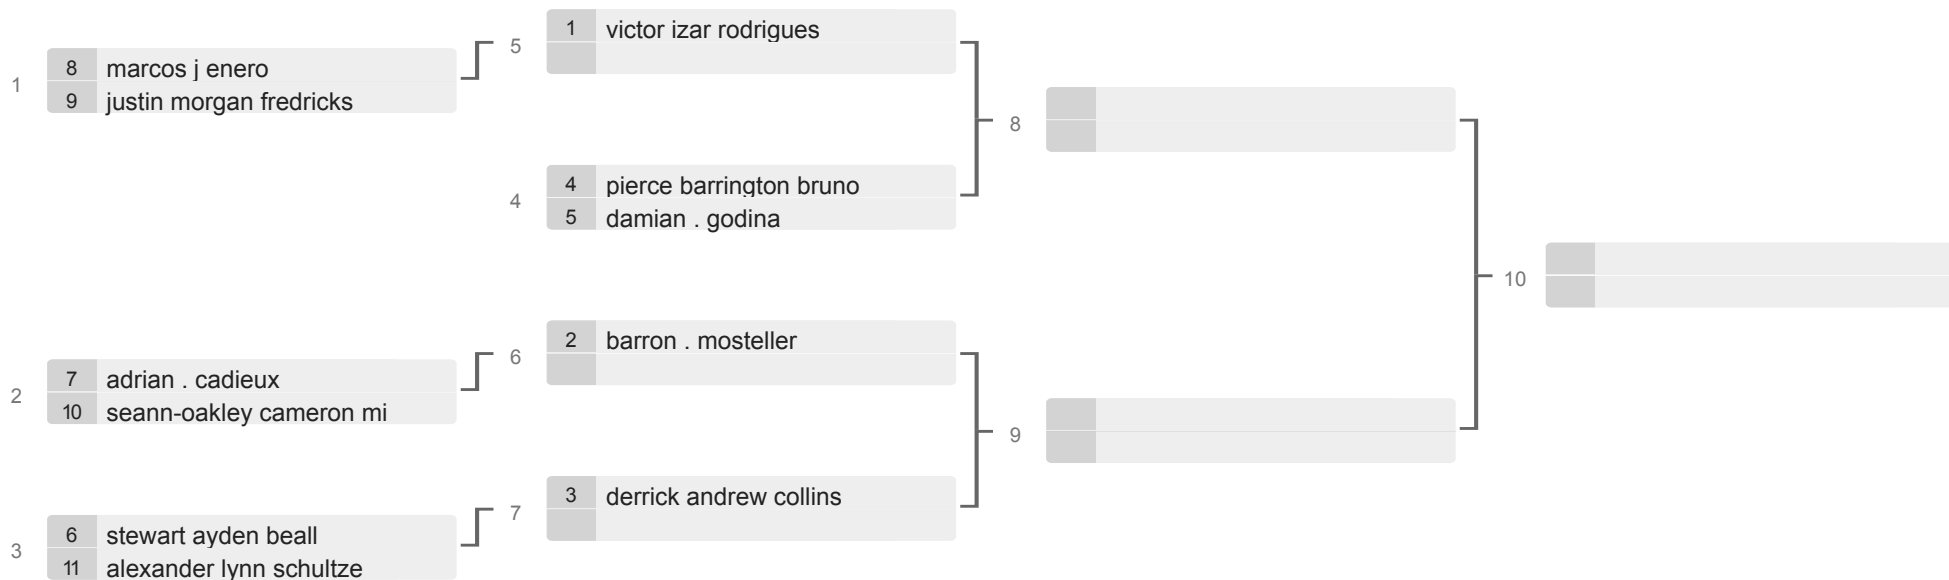 1
8 marcos j enero
9 justin morgan fredricks
2
7 adrian . cadieux
10 seann-oakley cameron mi
3
6 stewart ayden beall
11 alexander lynn schultze
5
1 victor izar rodrigues
4
4 pierce barrington bruno
5 damian . godina
6
2 barron . mosteller
7
3 derrick andrew collins
8
9
10